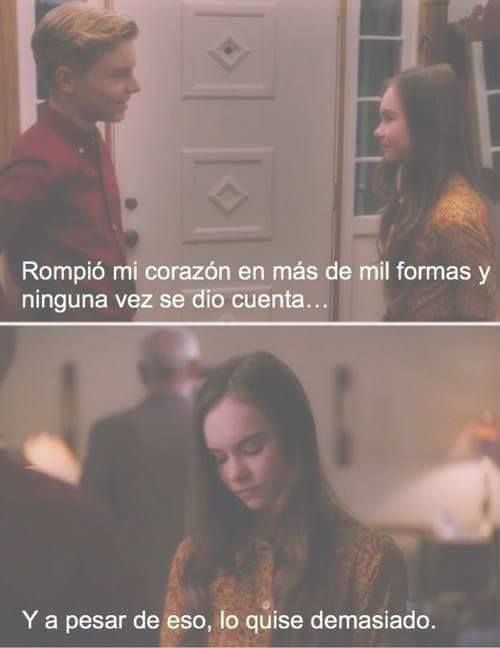 Rompió mi corazón en más de mil formas y
ninguna vez se dio cuenta...
Y a pesar de eso, lo quise demasiado.